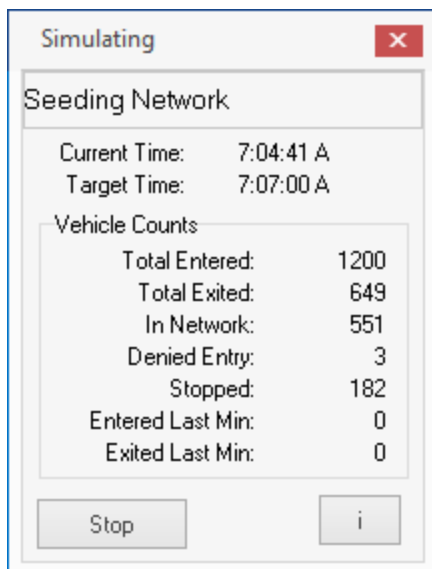 Simulating
Seeding Network
Current Time: 7:04:41 A
Target Time: 7:07:00 A
Vehicle Counts
Total Entered: 1200
Total Exited: 649
In Network: 551
Denied Entry: 3
Stopped: 182
Entered Last Min: 0
Exited Last Min: 0
Stop i